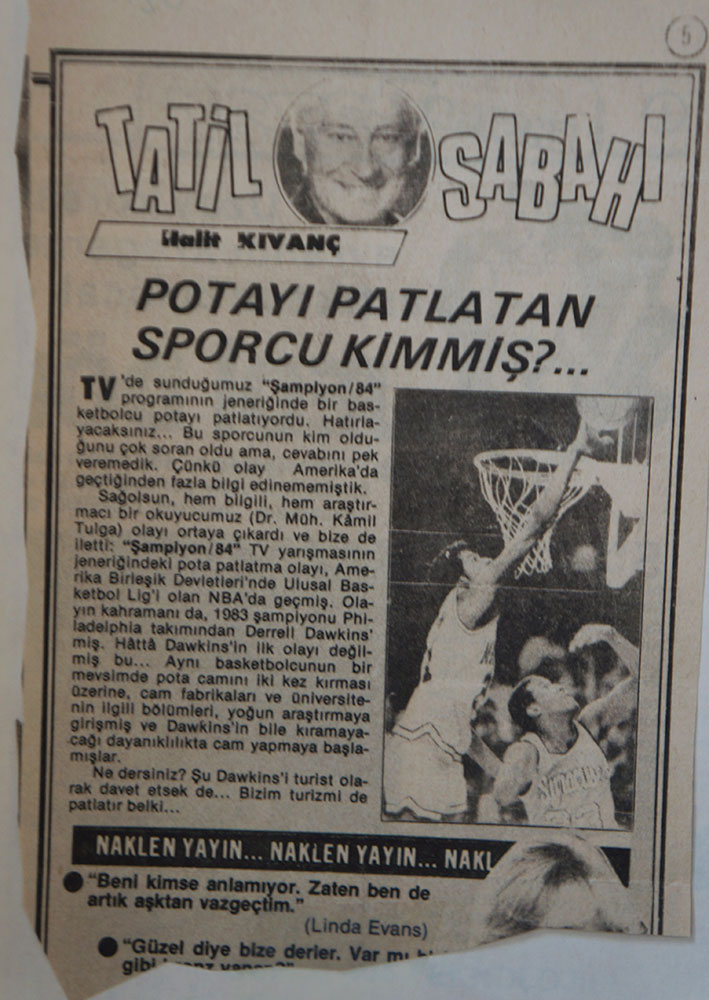 5
TATİL SABAHI
Halit KIVANÇ
POTAYI PATLATAN
SPORCU KİMMİŞ?...
TV'de sunduğumuz "Şampiyon/84"
programının jeneriğinde bir bas-
ketbolcu potayı patlatıyordu. Hatırla-
yacaksınız... Bu sporcunun kim oldu-
ğunu çok soran oldu ama, cevabını pek
veremedik. Çünkü olay Amerika'da
geçtiğinden fazla bilgi edinememiştik.
Sağolsun, hem bilgili, hem araştır-
macı bir okuyucumuz (Dr. Müh. Kâmil
Tulga) olayı ortaya çıkardı ve bize de
iletti: "Şampiyon/84" TV yarışmasının
jeneriğindeki pota patlatma olayı, Ame-
rika Birleşik Devletleri'nde Ulusal Bas-
ketbol Lig'i olan NBA'da geçmiş. Ola-
yın kahramanı da, 1983 şampiyonu Phi-
ladelphia takımından Derrell Dawkins'
miş. Hâttâ Dawkins'in ilk olayı değil-
miş bu... Aynı basketbolcunun bir
mevsimde pota camını iki kez kırması
üzerine, cam fabrikaları ve üniversite-
nin ilgili bölümleri, yoğun araştırmaya
girişmiş ve Dawkins'in bile kıramaya-
cağı dayanıklılıkta cam yapmaya başla-
mışlar.
Ne dersiniz? Şu Dawkins'i turist ola-
rak davet etsek de... Bizim turizmi de
patlatır belki...
NAKLEN YAYIN... NAKLEN YAYIN... NAKL
"Beni kimse anlamıyor. Zaten ben de
artık aşktan vazgeçtim."
(Linda Evans)
"Güzel diye bize derler. Var mı
gibi